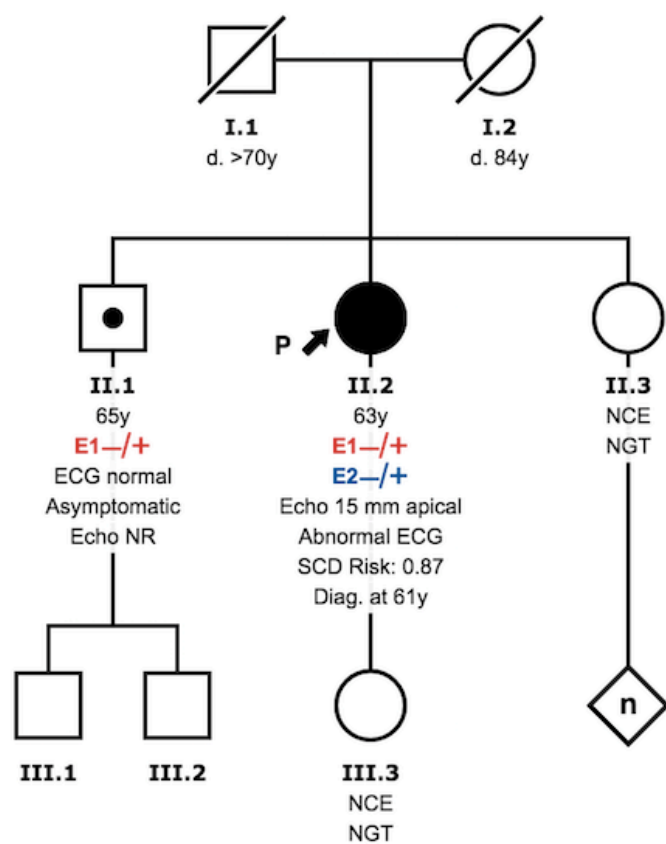 I.1
d. >70y
I.2
d. 84y
P
II.1
65y
E1–/+
ECG normal
Asymptomatic
Echo NR
II.2
63y
E1–/+
E2–/+
Echo 15 mm apical
Abnormal ECG
SCD Risk: 0.87
Diag. at 61y
II.3
NCE
NGT
n
III.1
III.2
III.3
NCE
NGT